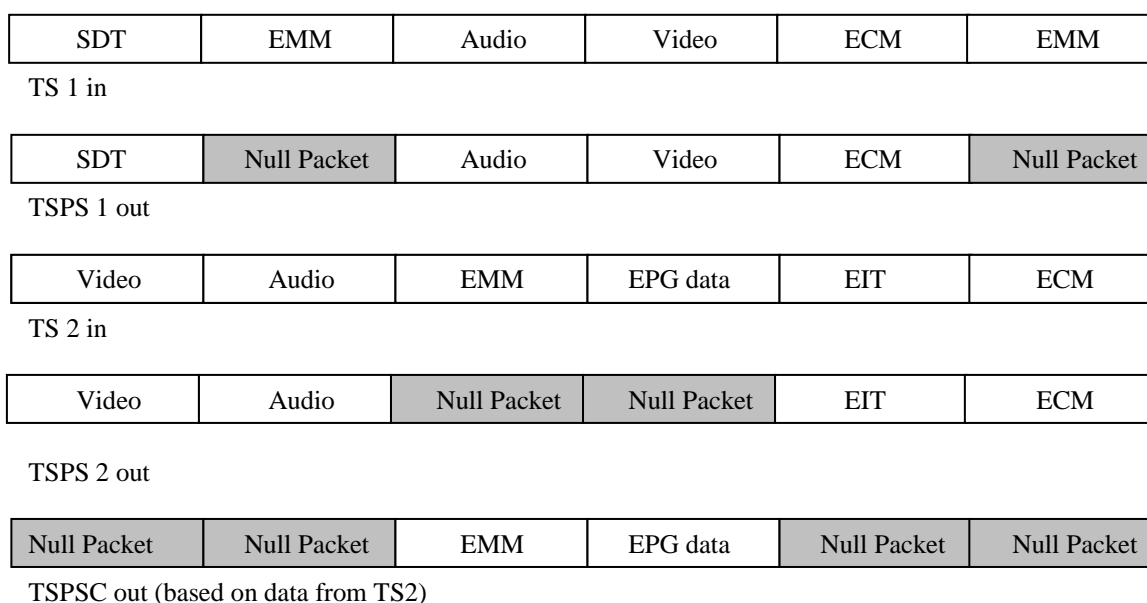 SDT EMM Audio Video ECM EMM
TS 1 in
SDT Null Packet Audio Video ECM Null Packet
TSPS 1 out
Video Audio EMM EPG data EIT ECM
TS 2 in
Video Audio Null Packet Null Packet EIT ECM
TSPS 2 out
Null Packet Null Packet EMM EPG data Null Packet Null Packet
TSPSC out (based on data from TS2)